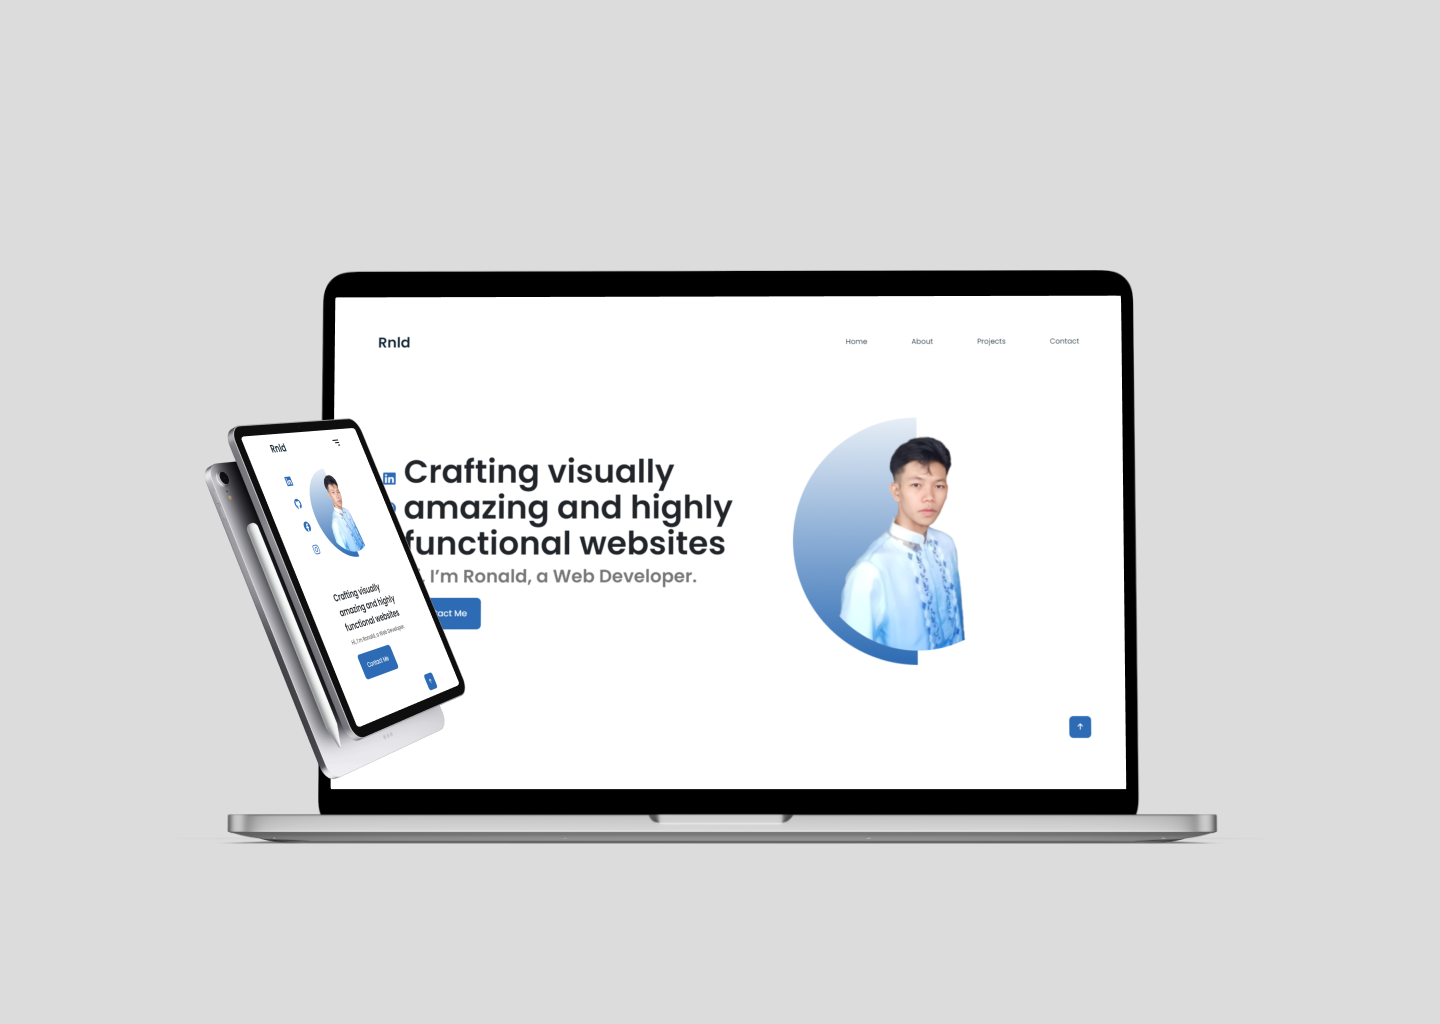 Rnld
Home About Projects Contact
Crafting visually
amazing and highly
functional websites
I'm Ronald, a Web Developer.
act Me
Rnld
Crafting visually
amazing and highly
functional websites
Hi, I'm Ronald, a Web Developer.
Contact Me